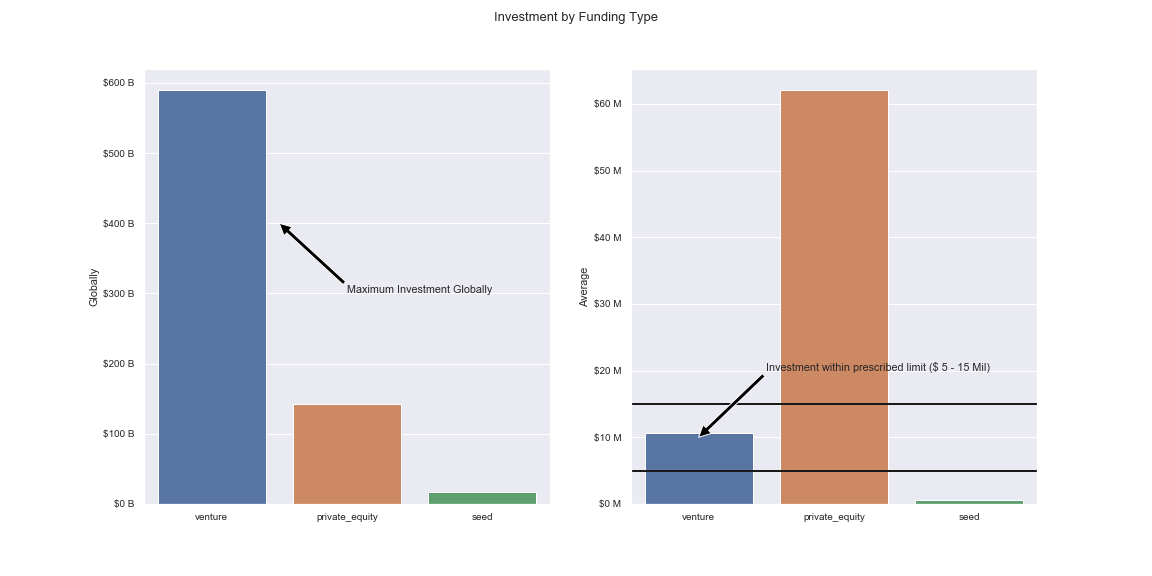 Investment by Funding Type
Globally
$600 B
$500 B
$400 B
$300 B
$200 B
$100 B
$0 B
Maximum Investment Globally
venture
private_equity
seed
Average
$60 M
$50 M
$40 M
$30 M
$20 M
$10 M
$0 M
Investment within prescribed limit ($ 5 - 15 Mil)
venture
private_equity
seed